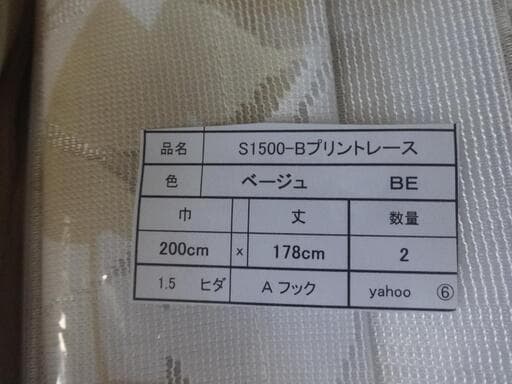 品名 S1500-Bプリントレース
色 ベージュ BE
巾 丈 数量
200cm x 178cm 2
1.5 ヒダ A フック yahoo ⑥